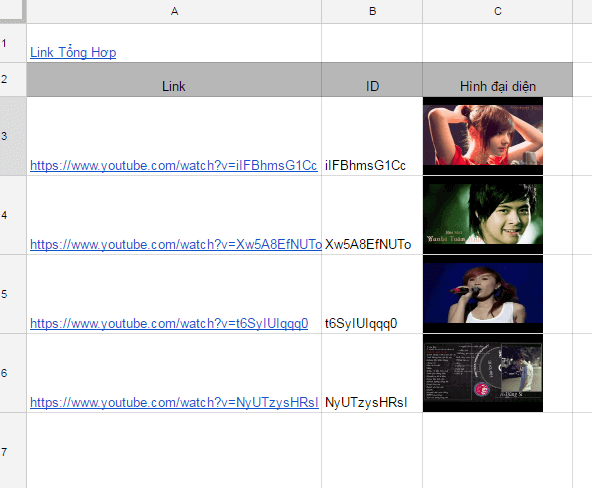 A B C
1 Link Tổng Hợp
2 Link ID Hình đại diện
3 https://www.youtube.com/watch?v=iIFBhmsG1Cc iIFBhmsG1Cc
4 https://www.youtube.com/watch?v=Xw5A8EfNUTo Xw5A8EfNUTo
Wanbi Tuấn
5 https://www.youtube.com/watch?v=t6SyIUIqqq0 t6SyIUIqqq0
6 https://www.youtube.com/watch?v=NyUTzysHRsI NyUTzysHRsI
7